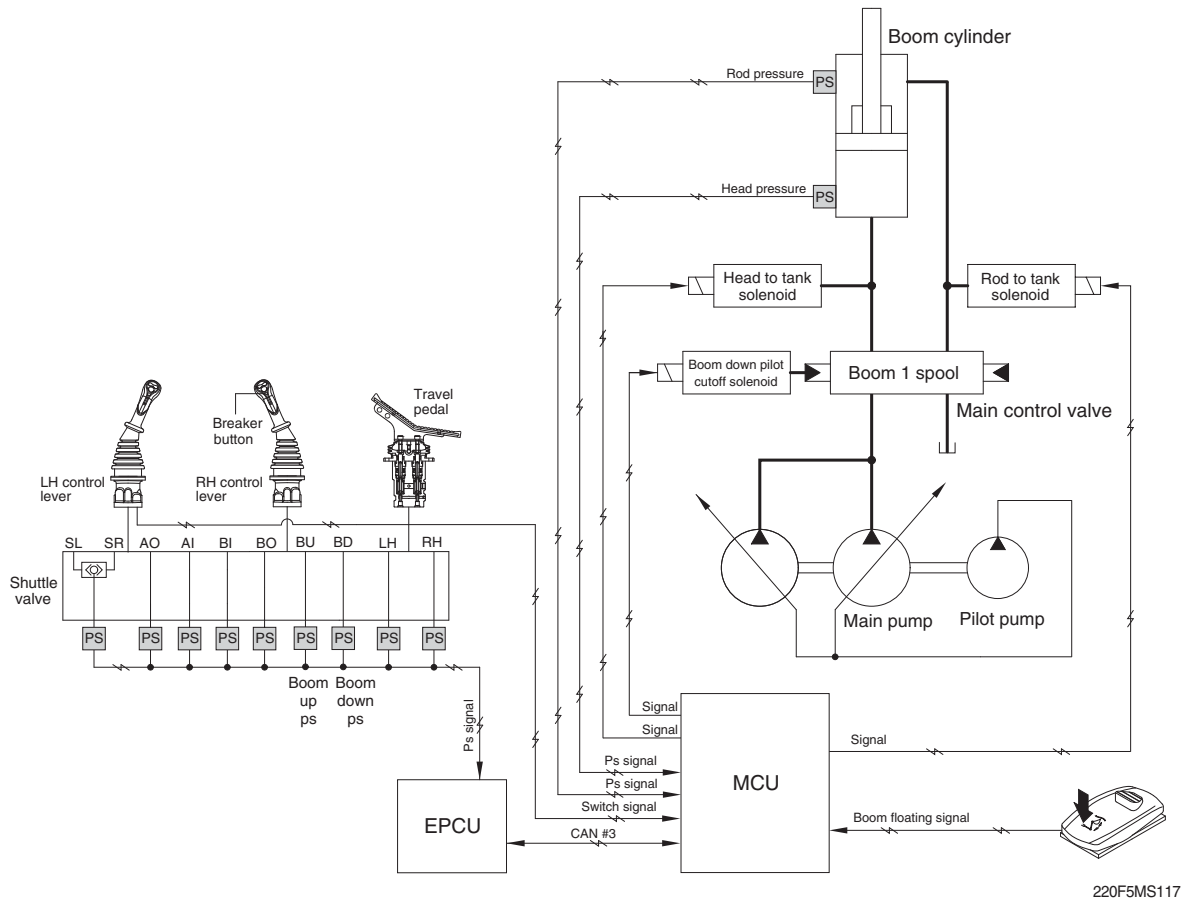 Boom cylinder
Rod pressure
PS
Head pressure
PS
Head to tank
solenoid
Rod to tank
solenoid
Boom down pilot
cutoff solenoid
Boom 1 spool
Main control valve
Travel
pedal
Breaker
button
LH control
lever
RH control
lever
SL SR AO AI BI BO BU BD LH RH
Shuttle
valve
PS PS PS PS PS PS PS PS PS
Boom
up
ps
Boom
down
ps
Main pump
Pilot pump
Ps signal
Signal
Signal
Signal
Ps signal
Ps signal
Switch signal
CAN #3
EPCU
MCU
Boom floating signal
220F5MS117